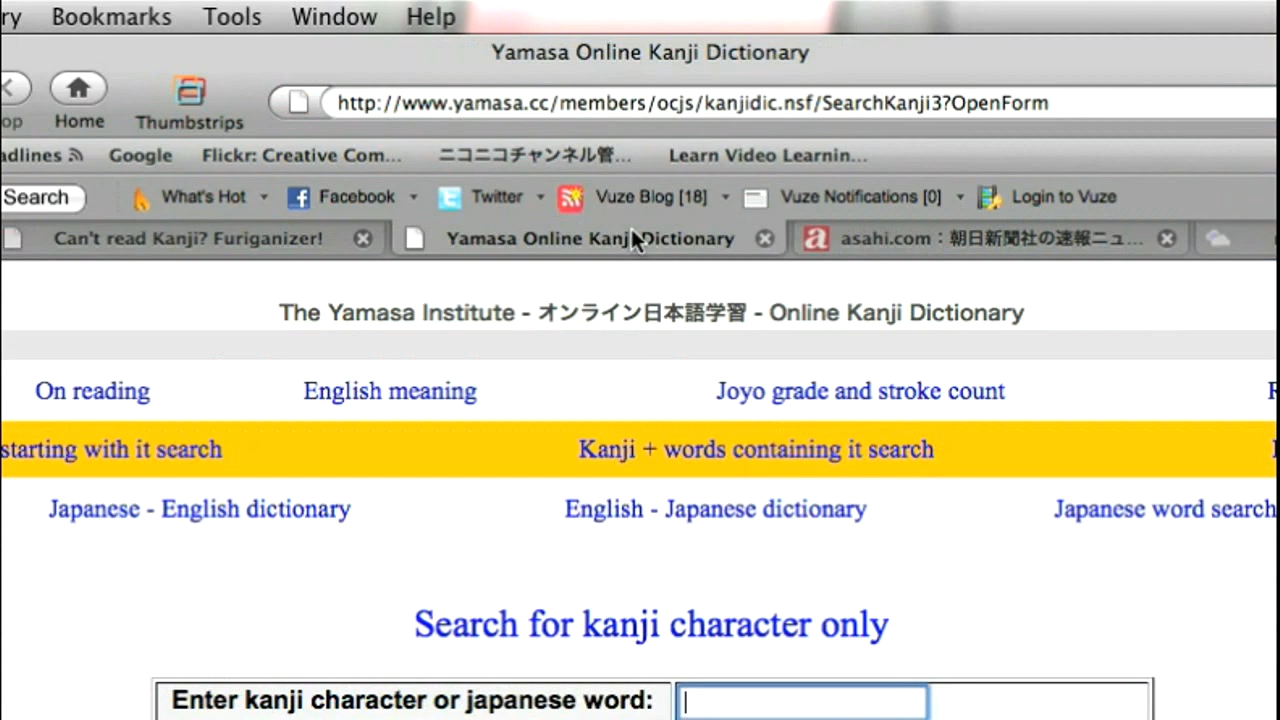 ry Bookmarks Tools Window Help
Yamasa Online Kanji Dictionary
op Home Thumbstrips http://www.yamasa.cc/members/ocjs/kanjidic.nsf/SearchKanji3?OpenForm
adlines Google Flickr: Creative Com... ニコニコチャンネル管... Learn Video Learnin...
Search What's Hot Facebook Twitter Vuze Blog [18] Vuze Notifications [0] Login to Vuze
Can't read Kanji? Furiganizer! Yamasa Online Kanji Dictionary asahi.com：朝日新聞社の速報ニュ...
The Yamasa Institute - オンライン日本語学習 - Online Kanji Dictionary
On reading English meaning Joyo grade and stroke count
starting with it search Kanji + words containing it search
Japanese - English dictionary English - Japanese dictionary Japanese word search
Search for kanji character only
Enter kanji character or japanese word: